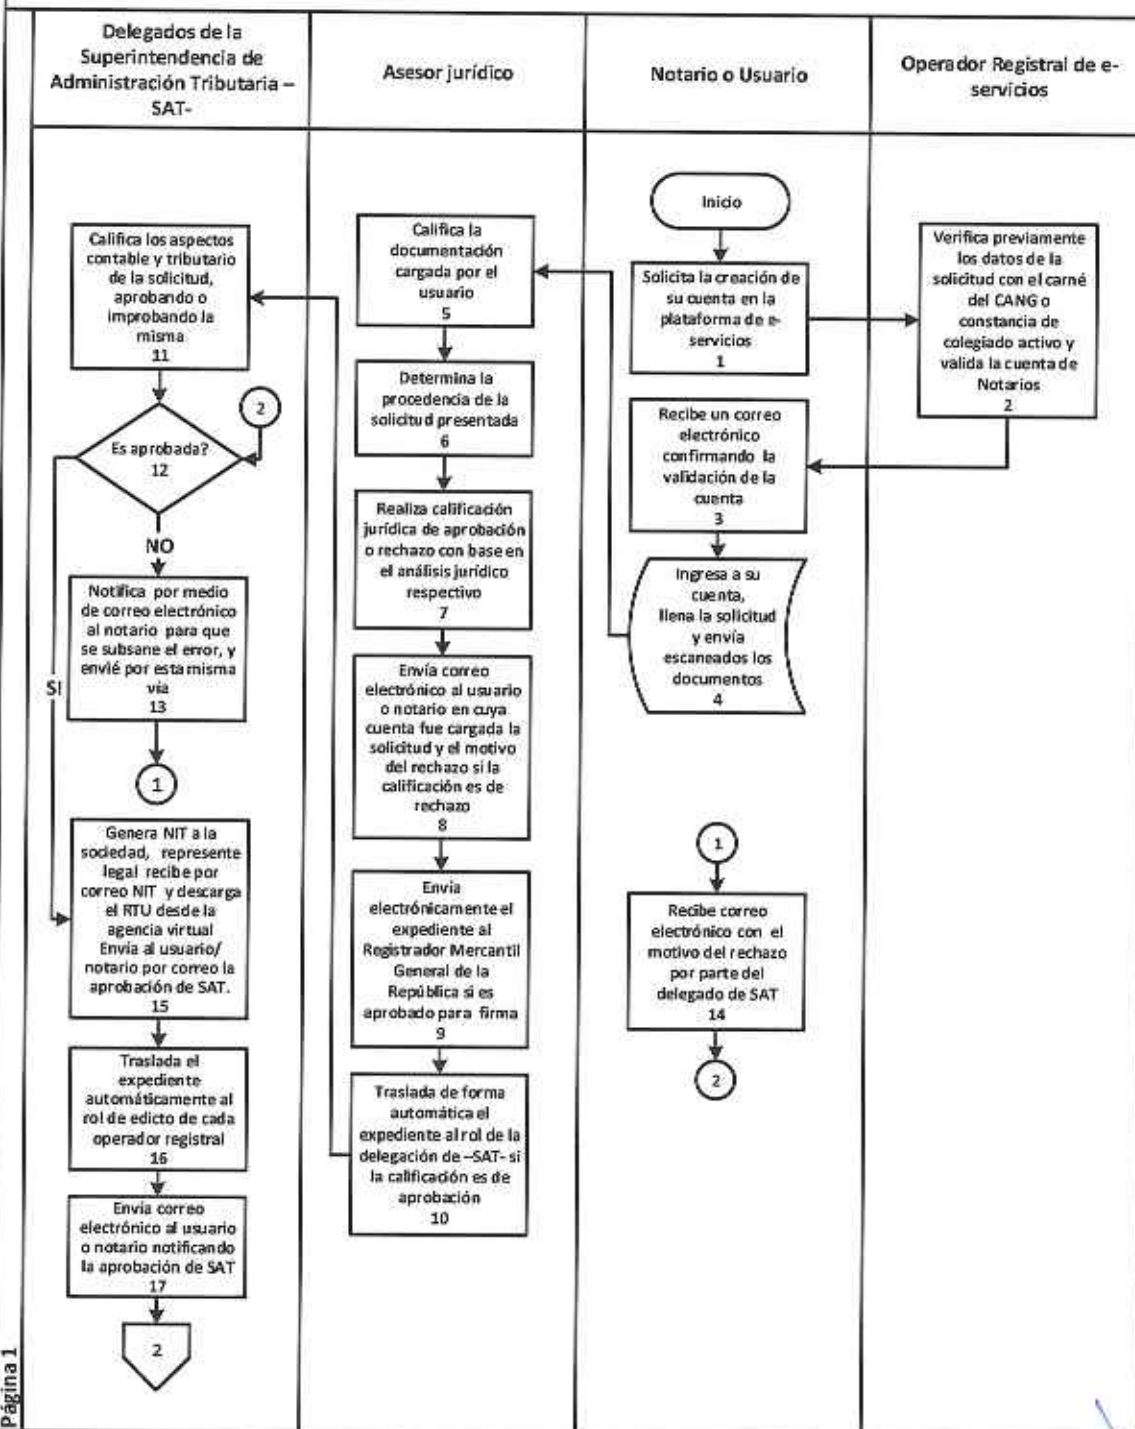 Delegados de la
Superintendencia de
Administración Tributaria –
SAT-
Asesor jurídico
Notario o Usuario
Operador Registral de e-
servicios
Califica los aspectos
contable y tributario
de la solicitud,
aprobando o
improbando la
misma
11
2
Es aprobada?
12
NO
SI
Notifica por medio
de correo electrónico
al notario para que
se subsane el error, y
envié por esta misma
vía
13
1
Genera NIT a la
sociedad, represente
legal recibe por
correo NIT y descarga
el RTU desde la
agencia virtual
Envía al usuario/
notario por correo la
aprobación de SAT.
15
Traslada el
expediente
automáticamente al
rol de edicto de cada
operador registral
16
Envía correo
electrónico al usuario
o notario notificando
la aprobación de SAT
17
2
Califica la
documentación
cargada por el
usuario
5
Determina la
procedencia de la
solicitud presentada
6
Realiza calificación
jurídica de aprobación
o rechazo con base en
el análisis jurídico
respectivo
7
Envía correo
electrónico al usuario
o notario en cuya
cuenta fue cargada la
solicitud y el motivo
del rechazo si la
calificación es de
rechazo
8
Envía
electrónicamente el
expediente al
Registrador Mercantil
General de la
República si es
aprobado para firma
9
Traslada de forma
automática el
expediente al rol de la
delegación de –SAT- si
la calificación es de
aprobación
10
Inicio
Solicita la creación de
su cuenta en la
plataforma de e-
servicios
1
Recibe un correo
electrónico
confirmando la
validación de la
cuenta
3
Ingresa a su
cuenta,
llena la solicitud
y envía
escaneados los
documentos
4
1
Recibe correo
electrónico con el
motivo del rechazo
por parte del
delegado de SAT
14
2
Verifica previamente
los datos de la
solicitud con el carné
del CANG o
constancia de
colegiado activo y
valida la cuenta de
Notarios
2
Página 1